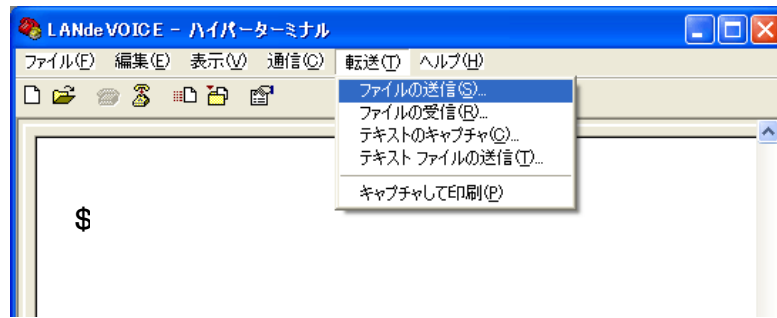 LANdeVOICE - ハイパーターミナル
ファイル(F) 編集(E) 表示(V) 通信(C) 転送(T) ヘルプ(H)
ファイルの送信(S)...
ファイルの受信(R)...
テキストのキャプチャ(C)...
テキスト ファイルの送信(T)...
キャプチャして印刷(P)
$